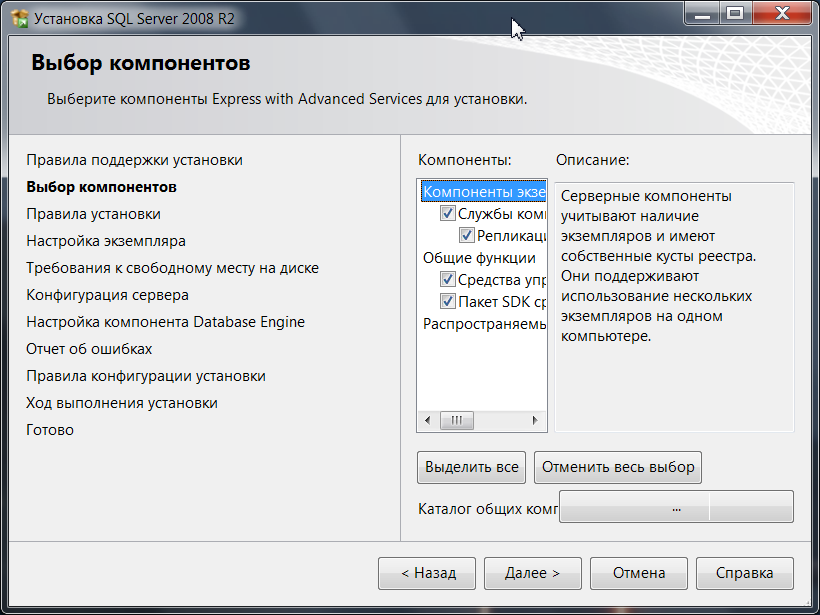 Установка SQL Server 2008 R2
Выбор компонентов
Выберите компоненты Express with Advanced Services для установки.
Правила поддержки установки
Выбор компонентов
Правила установки
Настройка экземпляра
Требования к свободному месту на диске
Конфигурация сервера
Настройка компонента Database Engine
Отчет об ошибках
Правила конфигурации установки
Ход выполнения установки
Готово
Компоненты:
Компоненты экзе
Службы ком
Репликаци
Общие функции
Средства упр
Пакет SDK ср
Распространяемь
Описание:
Серверные компоненты
учитывают наличие
экземпляров и имеют
собственные кусты реестра.
Они поддерживают
использование нескольких
экземпляров на одном
компьютере.
Выделить все
Отменить весь выбор
Каталог общих комп
...
< Назад
Далее >
Отмена
Справка